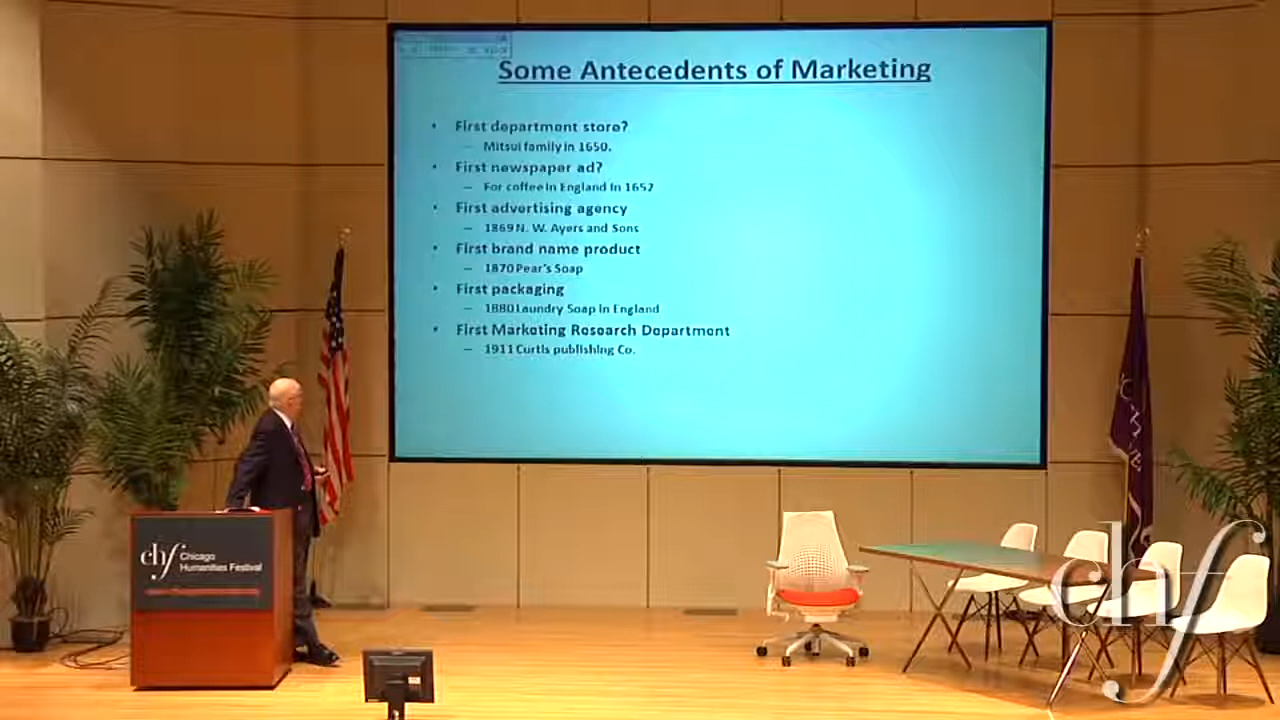 Some Antecedents of Marketing
• First department store?
– Mitsui family in 1650.
• First newspaper ad?
– For coffee in England in 1652
• First advertising agency
– 1869 N. W. Ayers and Sons
• First brand name product
– 1870 Pear's Soap
• First packaging
– 1880 Laundry Soap in England
• First Marketing Research Department
– 1911 Curtis publishing Co.
chf Chicago
Humanities Festival
chf